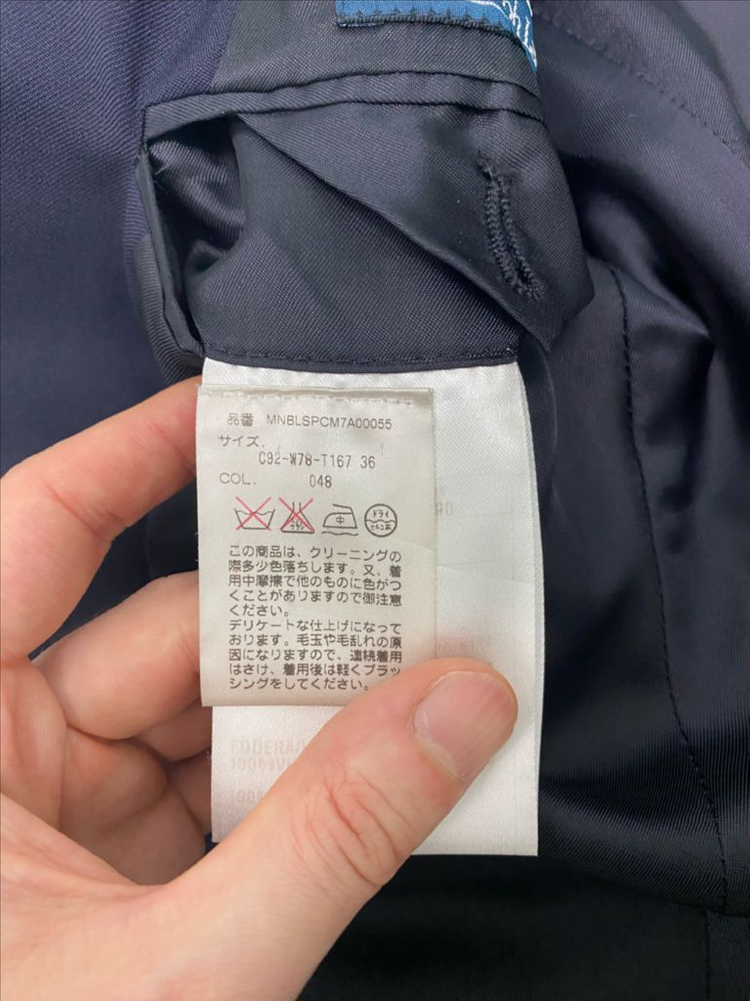 品番 MNBLSPCM7A00055
サイズ.
C92-W78-T167 36
COL. 048
中 ドライ
この商品は、クリーニングの
際多少色落ちします。又、着
用中摩擦で他のものに色がつ
くことがありますので御注意
ください。
デリケートな仕上げになって
おります。毛玉や毛乱れの原
因になりますので、連続着用
はさけ、着用後は軽くブラッ
シングをしてください。
FODERA
100%